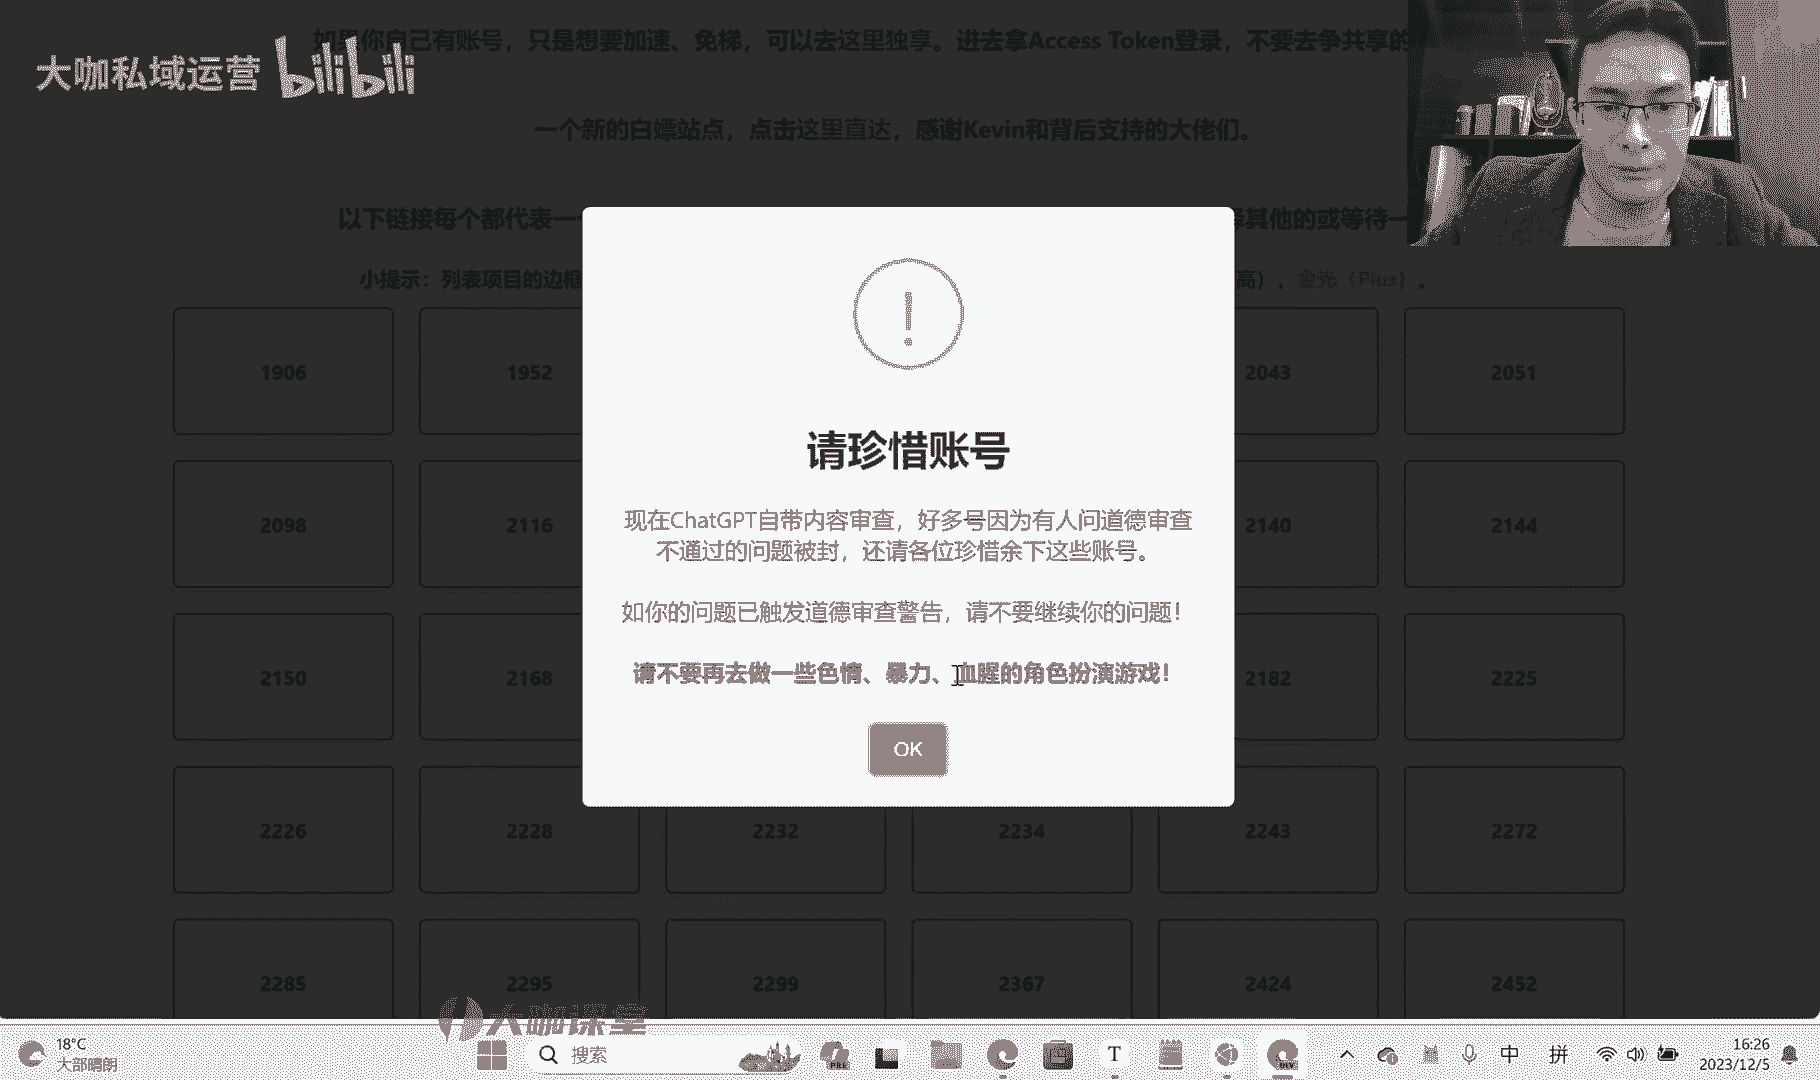 如果你自己有账号，只是想要加速、免梯，可以去这里独享。进去拿Access Token登录，不要去争共享的
大咖私域运营 bilibili
一个新的白嫖站点，点击这里直达，感谢Kevin和背后支持的大佬们。
以下链接每个都代表一
其他的或等待一
小提示：列表项目的边框
高），金光（Plus）。
1906
1952
2043
2051
请珍惜账号
现在ChatGPT自带内容审查，好多号因为有人问道德审查
不通过的问题被封，还请各位珍惜余下这些账号。
2098
2116
2140
2144
如你的问题已触发道德审查警告，请不要继续你的问题！
请不要再去做一些色情、暴力、血腥的角色扮演游戏！
2150
2168
2182
2225
OK
2226
2228
2232
2234
2243
2272
2285
2295
2299
2367
2424
2452
大咖课堂
18°C
大部晴朗
搜索
PRE
T
DEV
中
拼
16:26
2023/12/5